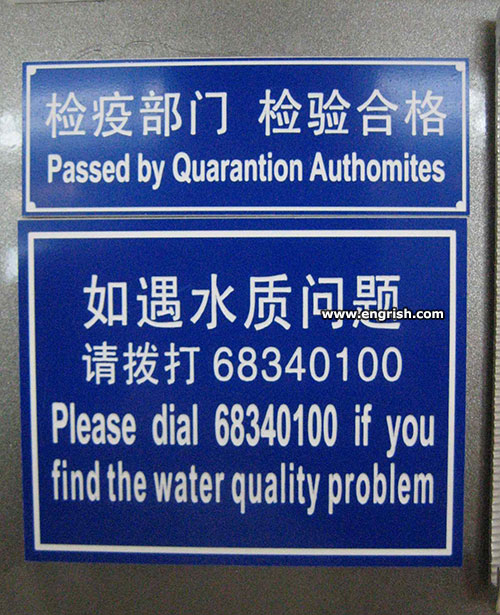 检疫部门 检验合格
Passed by Quarantion Authomites
如遇水质问题
www.engrish.com
请拨打 68340100
Please dial 68340100 if you
find the water quality problem